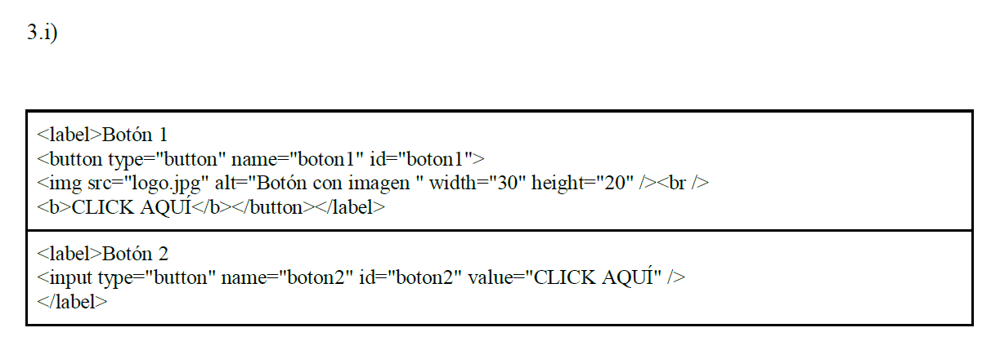 3.i)
<label>Botón 1
<button type="button" name="boton1" id="boton1">
<img src="logo.jpg" alt="Botón con imagen " width="30" height="20" /><br />
<b>CLICK AQUÍ</b></button></label>
<label>Botón 2
<input type="button" name="boton2" id="boton2" value="CLICK AQUÍ" />
</label>